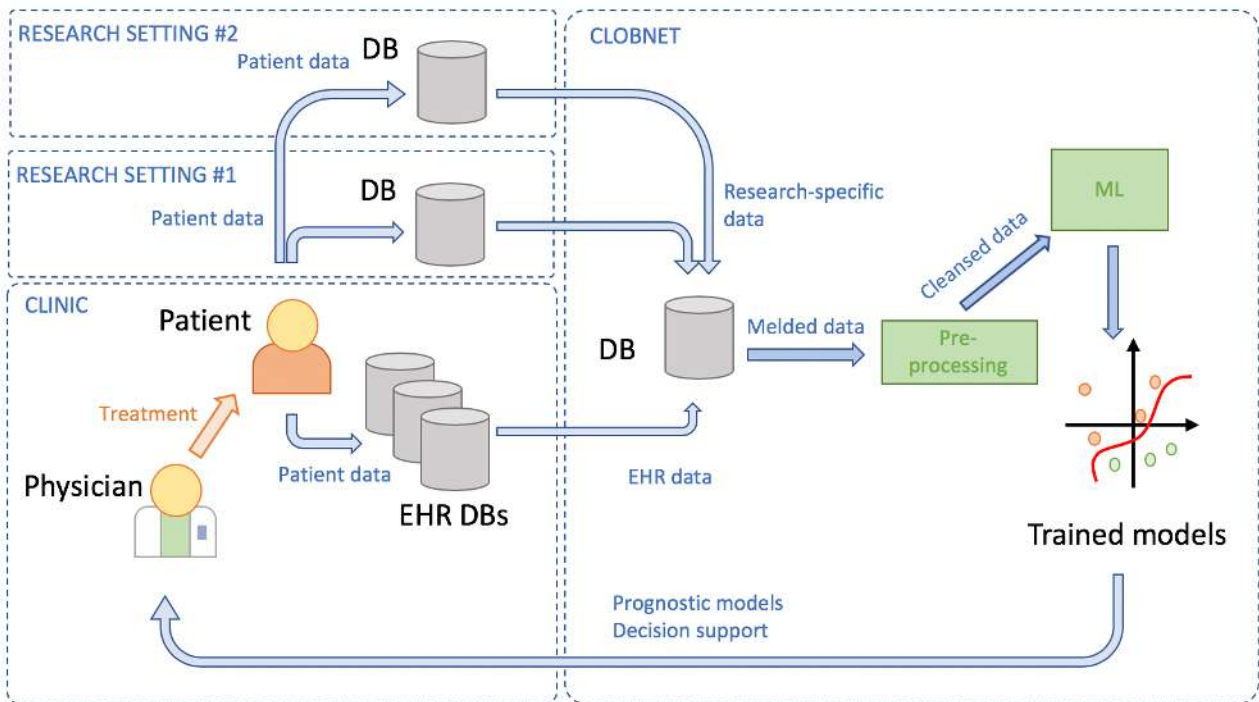 RESEARCH SETTING #2
DB
Patient data
CLOBNET
RESEARCH SETTING #1
DB
Patient data
Research-specific
data
ML
Cleansed data
CLINIC
Patient
DB
Melded data
Pre-
processing
Treatment
Patient data
Physician
EHR DBs
EHR data
Trained models
Prognostic models
Decision support